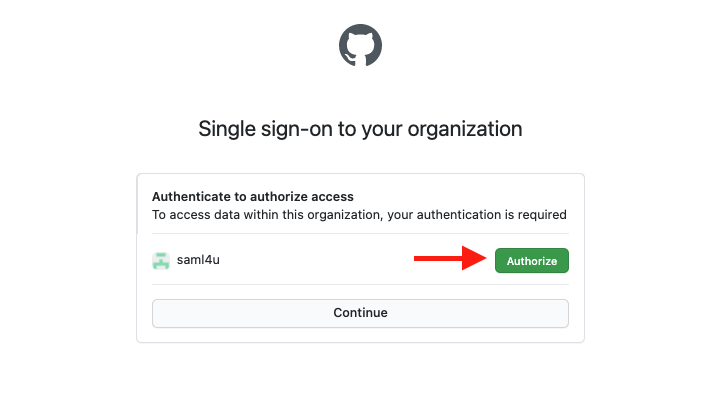 Single sign-on to your organization
Authenticate to authorize access
To access data within this organization, your authentication is required
saml4u
Authorize
Continue